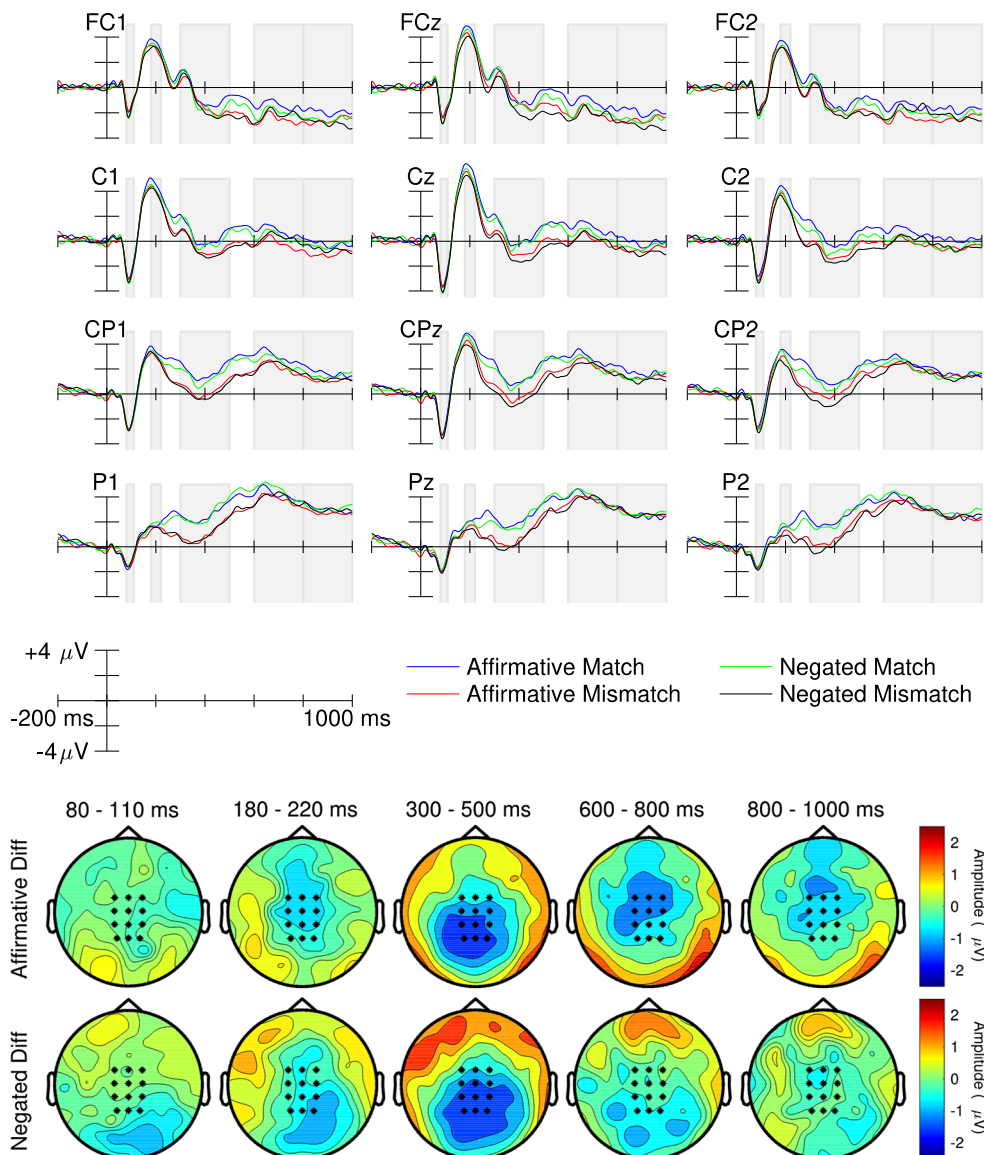 FC1 FCz FC2
C1 Cz C2
CP1 CPz CP2
P1 Pz P2
+4 µV
-200 ms 1000 ms
-4 µV
Affirmative Match Negated Match
Affirmative Mismatch Negated Mismatch
80 - 110 ms 180 - 220 ms 300 - 500 ms 600 - 800 ms 800 - 1000 ms
Affirmative Diff
2
1
0
-1
-2
Amplitude ( µV)
Negated Diff
2
1
0
-1
-2
Amplitude ( µV)